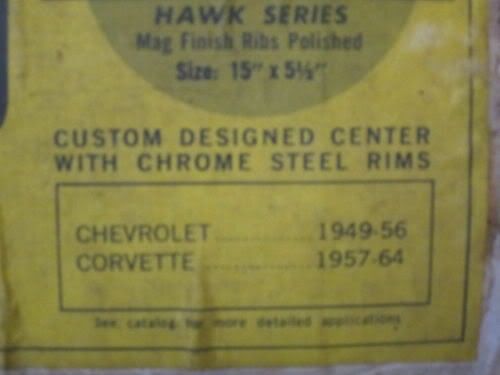 HAWK SERIES
Mag Finish Ribs Polished
Size: 15" x 5½"
CUSTOM DESIGNED CENTER
WITH CHROME STEEL RIMS
CHEVROLET ............... 1949-56
CORVETTE ................. 1957-64
See catalog for more detailed applications